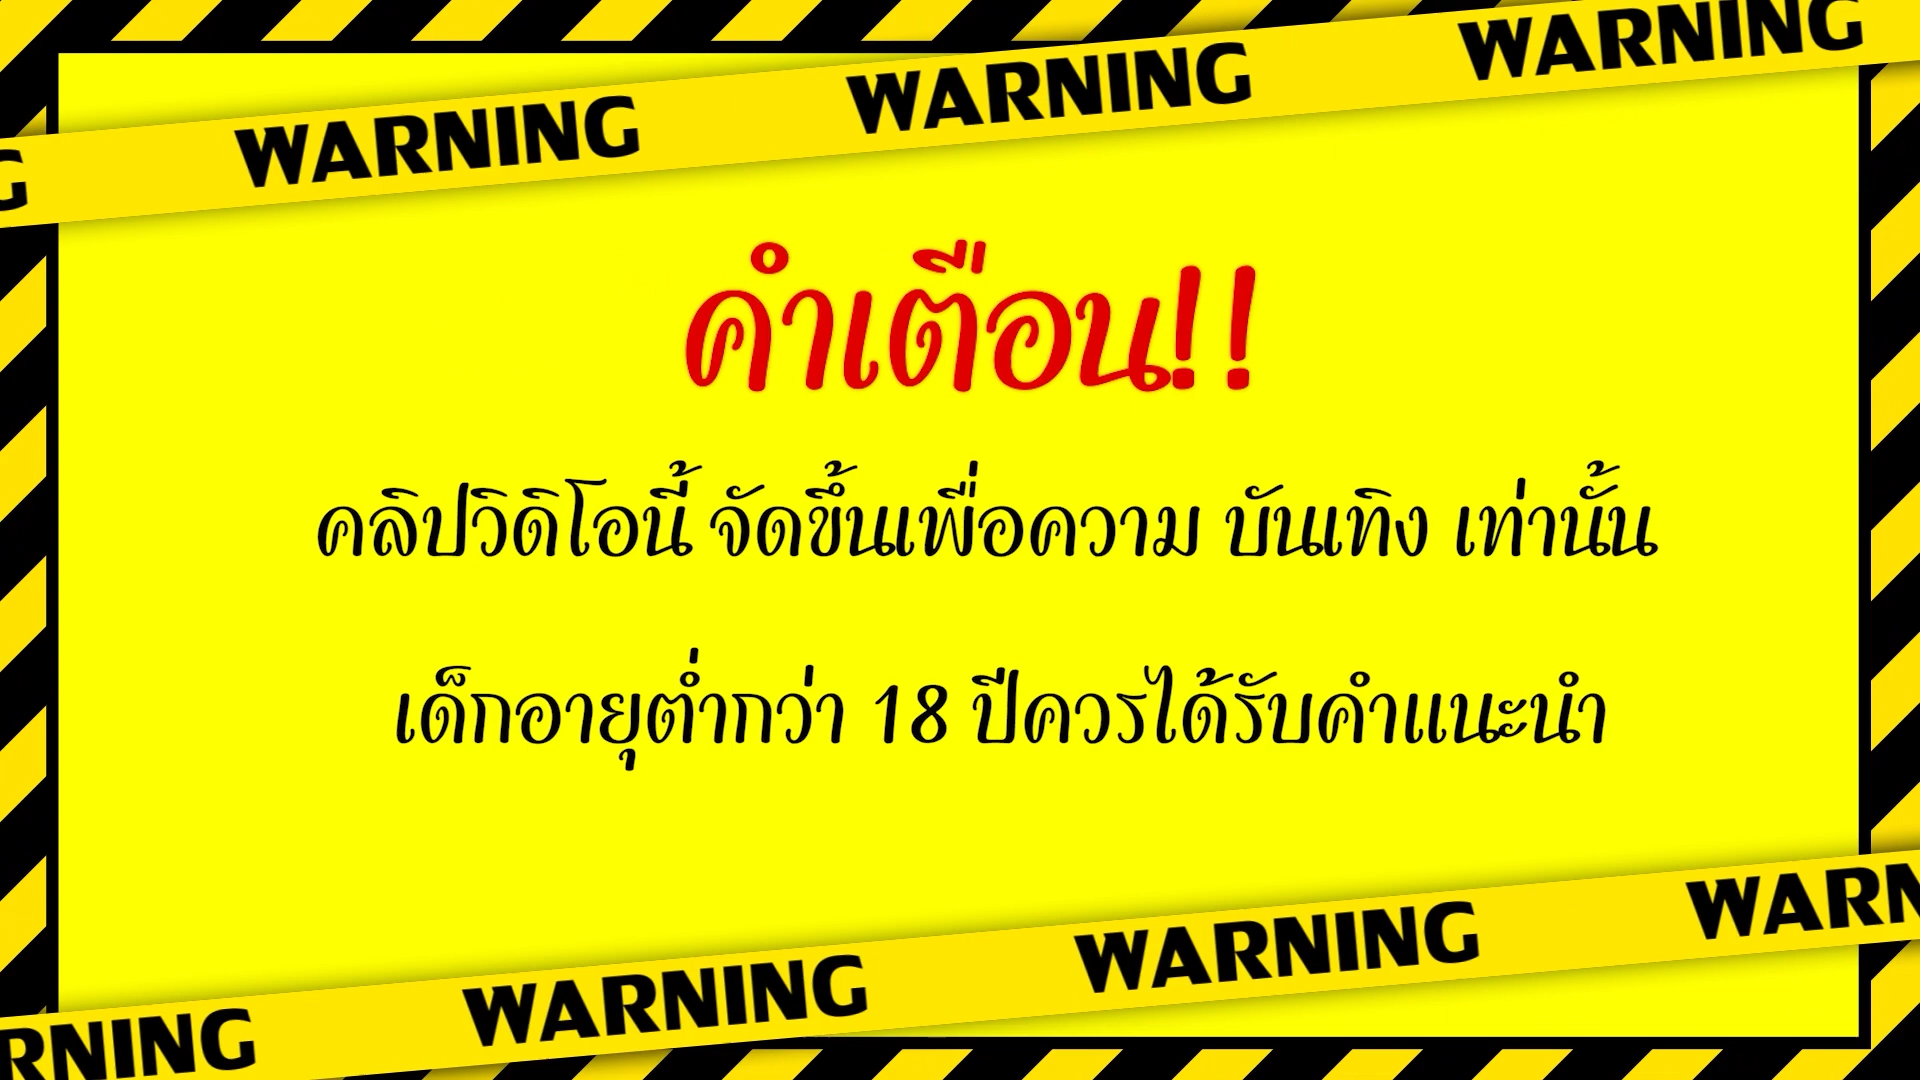 WARNING WARNING WARNING
คำเตือน!!
คลิปวิดิโอนี้ จัดขึ้นเพื่อความ บันเทิง เท่านั้น
เด็กอายุต่ำกว่า 18 ปีควรได้รับคำแนะนำ
RNING WARNING WARNING WARN